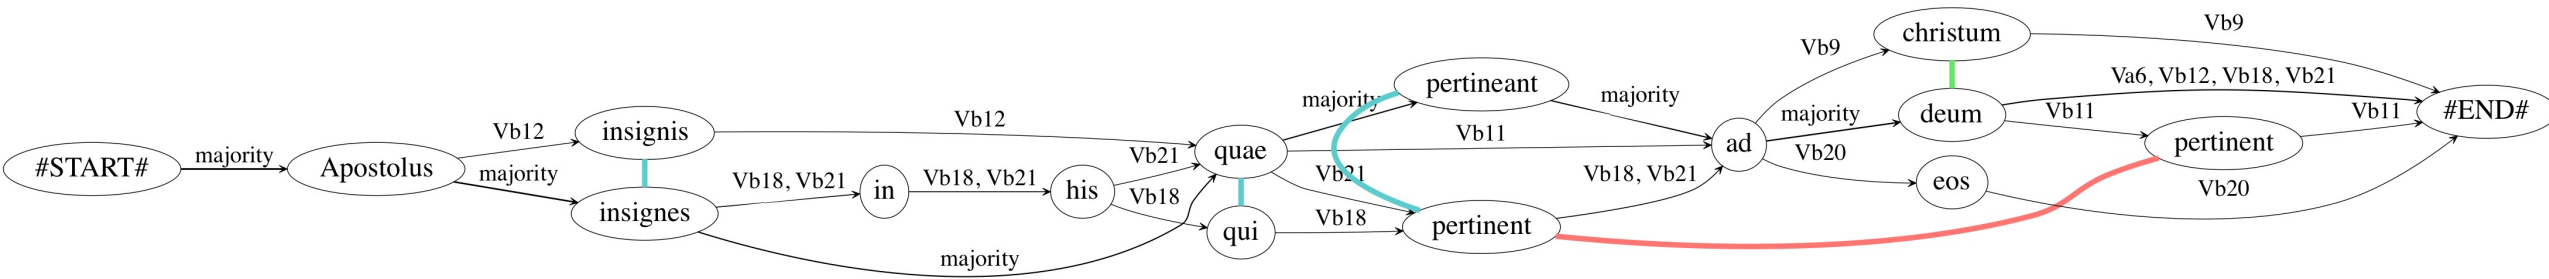 #START#
majority
Apostolus
Vb12
majority
insignis
insignes
Vb12
Vb18, Vb21
in
Vb18, Vb21
his
majority
Vb21
Vb18
quae
qui
majority
Vb11
Vb21
Vb18
pertineant
pertinent
majority
Vb18, Vb21
ad
Vb9
majority
Vb20
christum
deum
eos
Vb9
Va6, Vb12, Vb18, Vb21
Vb11
pertinent
Vb11
Vb20
#END#